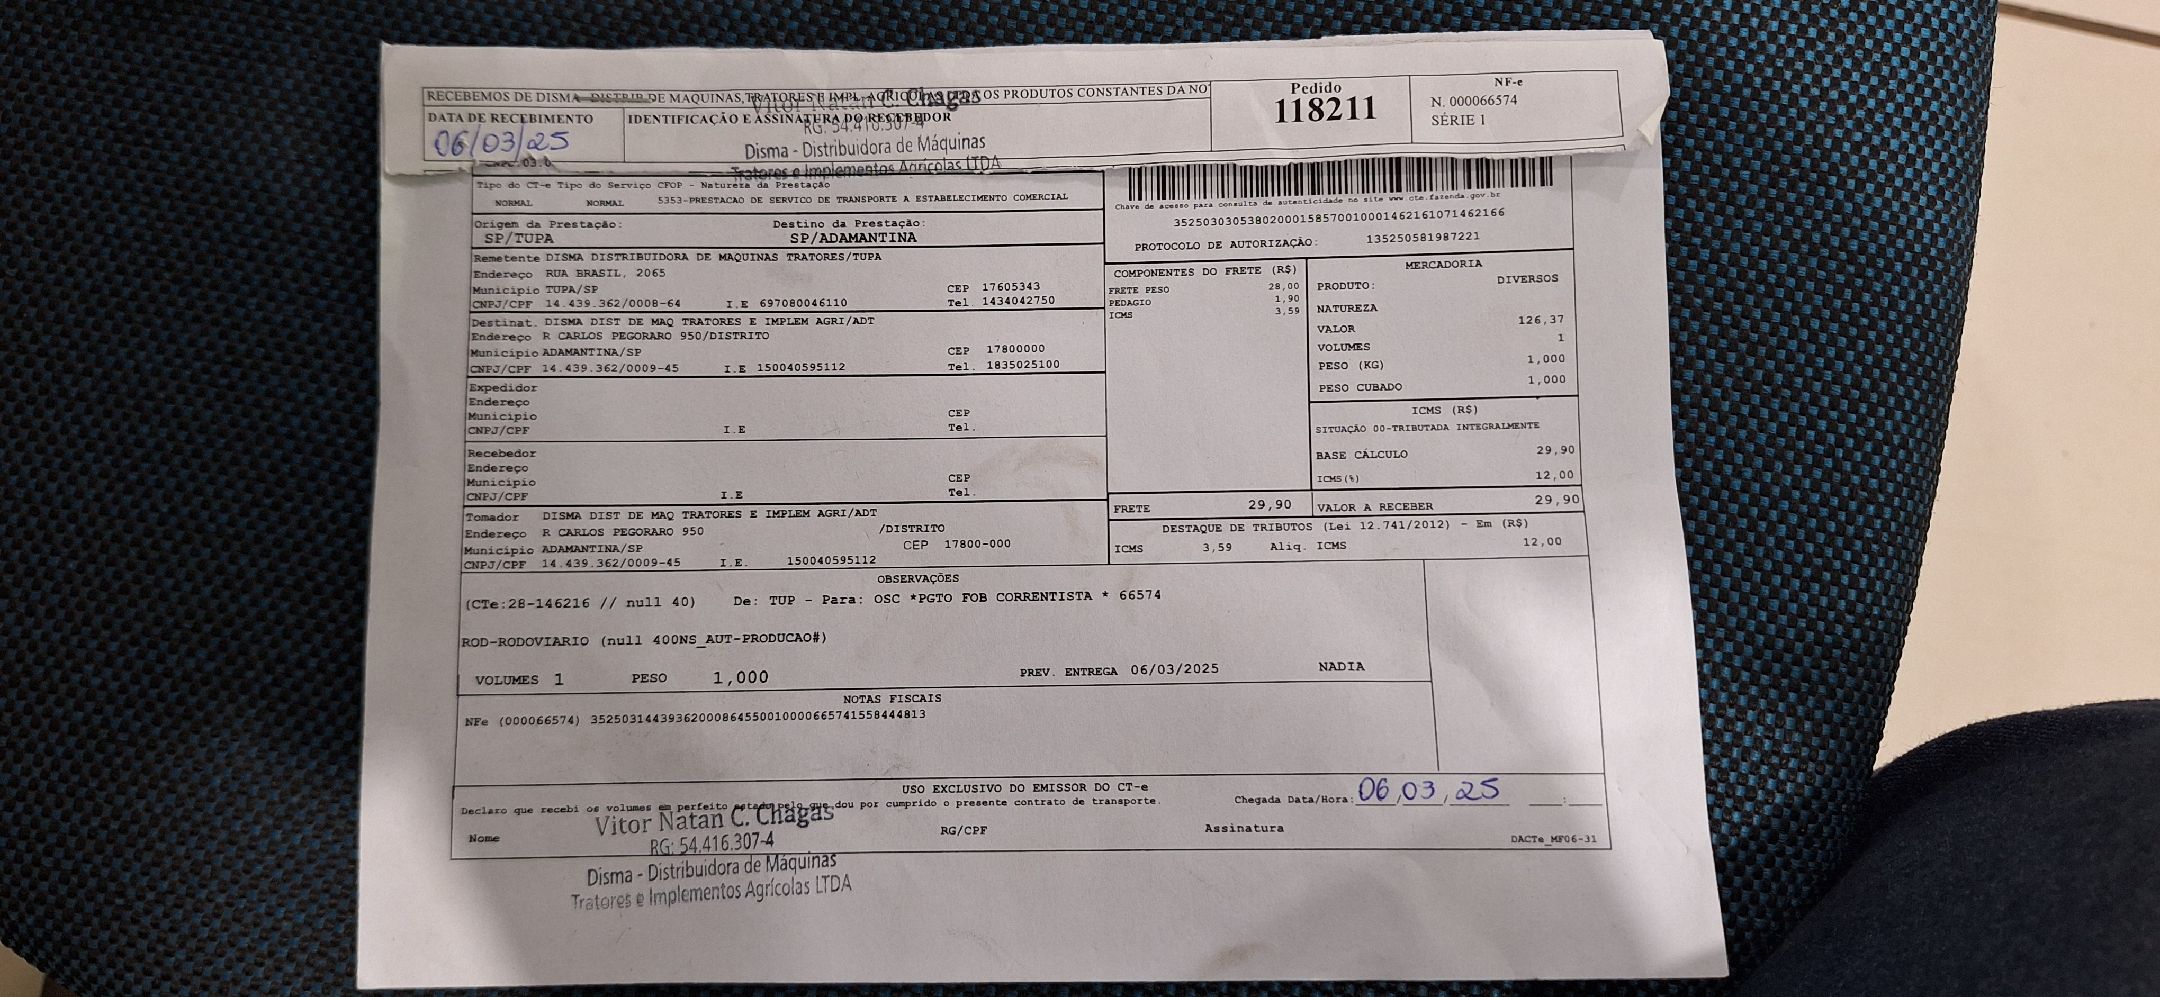 RECEBEMOS DE DISMA DISTRIB DE MAQUINAS, TRATORES E IMPL. AGRICOLAS OS PRODUTOS CONSTANTES DA NO
DATA DE RECEBIMENTO
06/03/25
IDENTIFICAÇÃO E ASSINATURA DO RECEBEDOR
Vitor Natan C. Chagas
RG: 54.416.307-4
Disma - Distribuidora de Máquinas
Tratores e Implementos Agrícolas LTDA
Pedido
118211
NF-e
N. 000066574
SÉRIE 1
Tipo do CT-e Tipo do Serviço CFOP - Natureza da Prestação
NORMAL NORMAL 5353-PRESTACAO DE SERVICO DE TRANSPORTE A ESTABELECIMENTO COMERCIAL
Origem da Prestação: Destino da Prestação:
SP/TUPA SP/ADAMANTINA
Chave de acesso para consulta de autenticidade no site www cte.fazenda.gov.br
35250303053802000158570010001462161071462166
PROTOCOLO DE AUTORIZAÇÃO: 135250581987221
Remetente DISMA DISTRIBUIDORA DE MAQUINAS TRATORES/TUPA
Endereço RUA BRASIL, 2065
Municipio TUPA/SP CEP 17605343
CNPJ/CPF 14.439.362/0008-64 I.E 697080046110 Tel. 1434042750
Destinat. DISMA DIST DE MAQ TRATORES E IMPLEM AGRI/ADT
Endereço R CARLOS PEGORARO 950/DISTRITO
Municipio ADAMANTINA/SP CEP 17800000
CNPJ/CPF 14.439.362/0009-45 I.E 150040595112 Tel. 1835025100
Expedidor
Endereço
Municipio CEP
CNPJ/CPF I.E Tel.
Recebedor
Endereço
Municipio CEP
CNPJ/CPF I.E Tel.
Tomador DISMA DIST DE MAQ TRATORES E IMPLEM AGRI/ADT
Endereço R CARLOS PEGORARO 950 /DISTRITO
Municipio ADAMANTINA/SP CEP 17800-000
CNPJ/CPF 14.439.362/0009-45 I.E. 150040595112
COMPONENTES DO FRETE (R$)
FRETE PESO 28,00
PEDAGIO 1,90
ICMS 3,59
MERCADORIA
PRODUTO: DIVERSOS
NATUREZA
VALOR 126,37
VOLUMES 1
PESO (KG) 1,000
PESO CUBADO 1,000
ICMS (R$)
SITUAÇÃO 00-TRIBUTADA INTEGRALMENTE
BASE CÁLCULO 29,90
ICMS(%) 12,00
FRETE 29,90 VALOR A RECEBER 29,90
DESTAQUE DE TRIBUTOS (Lei 12.741/2012) - Em (R$)
ICMS 3,59 Aliq. ICMS 12,00
OBSERVAÇÕES
(CTe:28-146216 // null 40) De: TUP - Para: OSC *PGTO FOB CORRENTISTA * 66574
ROD-RODOVIARIO (null 400NS_AUT-PRODUCAO#)
VOLUMES 1 PESO 1,000 PREV. ENTREGA 06/03/2025 NADIA
NOTAS FISCAIS
NFe (000066574) 35250314439362000864550010000665741558444813
USO EXCLUSIVO DO EMISSOR DO CT-e
Declaro que recebi os volumes em perfeito estado pelo que dou por cumprido o presente contrato de transporte.
Chegada Data/Hora: 06/03/25 :
Nome RG/CPF Assinatura DACTe_MF06-31
Vitor Natan C. Chagas
RG: 54.416.307-4
Disma - Distribuidora de Máquinas
Tratores e Implementos Agrícolas LTDA